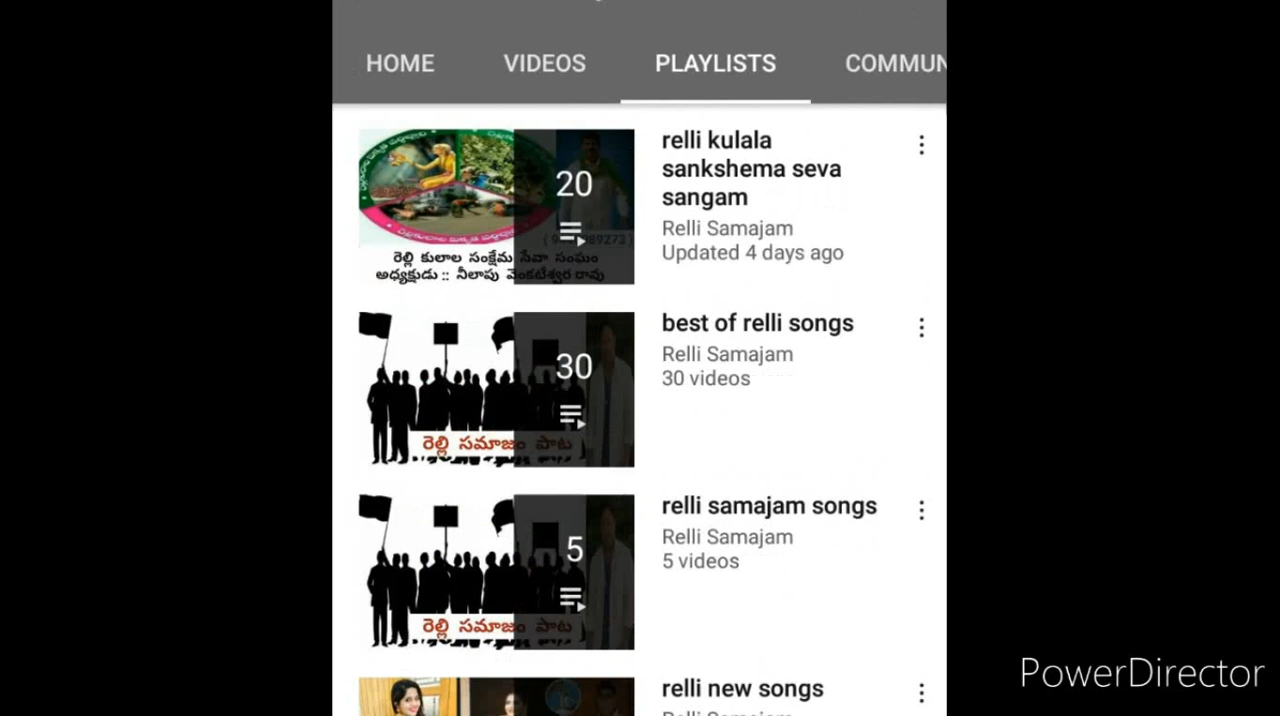 HOME VIDEOS PLAYLISTS COMMUN
relli kulala
sankshema seva
sangam
Relli Samajam
Updated 4 days ago
20
రెల్లి కులాల సంక్షేమ సేవా సంఘం
అధ్యక్షుడు :: నీలాపు వెంకటేశ్వర రావు
best of relli songs
Relli Samajam
30 videos
30
రెల్లి సమాజం పాట
relli samajam songs
Relli Samajam
5 videos
5
రెల్లి సమాజం పాట
relli new songs
PowerDirector